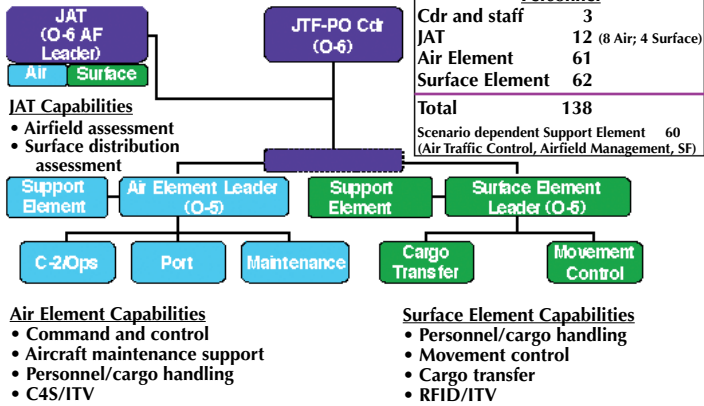 JAT
(O-6 AF
Leader)
Air
Surface
JTF-PO Cdr
(O-6)
Cdr and staff 3
JAT 12 (8 Air; 4 Surface)
Air Element 61
Surface Element 62
Total 138
Scenario dependent Support Element 60
(Air Traffic Control, Airfield Management, SF)
JAT Capabilities
• Airfield assessment
• Surface distribution
assessment
Support
Element
Air Element Leader
(O-5)
Support
Element
Surface Element
Leader (O-5)
C-2/Ops
Port
Maintenance
Cargo
Transfer
Movement
Control
Air Element Capabilities
• Command and control
• Aircraft maintenance support
• Personnel/cargo handling
• C4S/ITV
Surface Element Capabilities
• Personnel/cargo handling
• Movement control
• Cargo transfer
• RFID/ITV